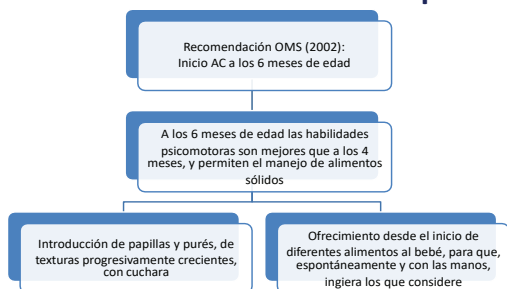 Recomendación OMS (2002):
Inicio AC a los 6 meses de edad
A los 6 meses de edad las habilidades
psicomotoras son mejores que a los 4
meses, y permiten el manejo de alimentos
sólidos
Introducción de papillas y purés, de
texturas progresivamente crecientes,
con cuchara
Ofrecimiento desde el inicio de
diferentes alimentos al bebé, para que,
espontáneamente y con las manos,
ingiera los que considere